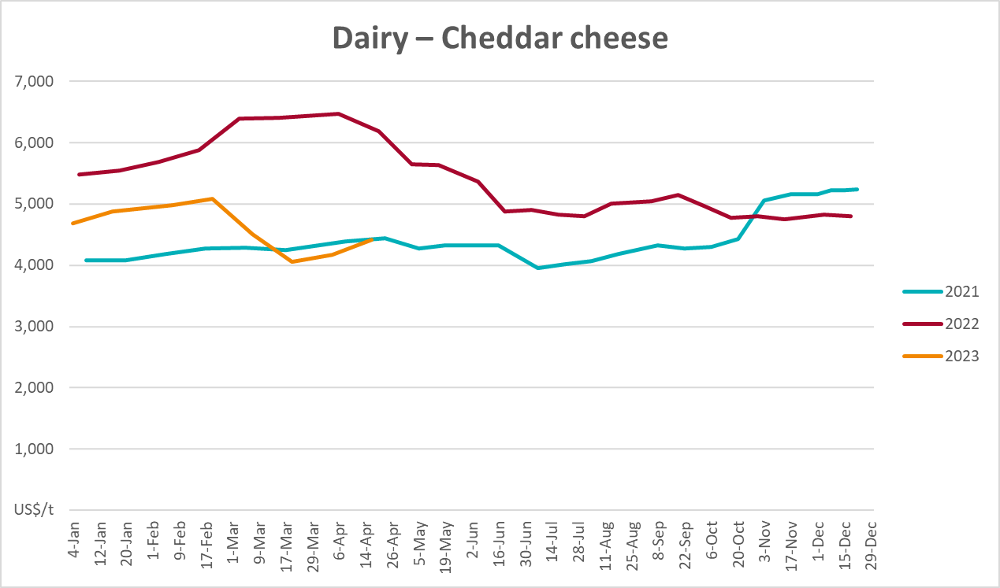 Dairy – Cheddar cheese
7,000
6,000
5,000
4,000
3,000
2,000
1,000
US$/t
4-Jan
12-Jan
20-Jan
1-Feb
9-Feb
17-Feb
1-Mar
9-Mar
17-Mar
29-Mar
6-Apr
14-Apr
26-Apr
5-May
19-May
2-Jun
16-Jun
30-Jun
14-Jul
28-Jul
11-Aug
25-Aug
8-Sep
22-Sep
6-Oct
20-Oct
3-Nov
17-Nov
1-Dec
15-Dec
29-Dec
2021
2022
2023